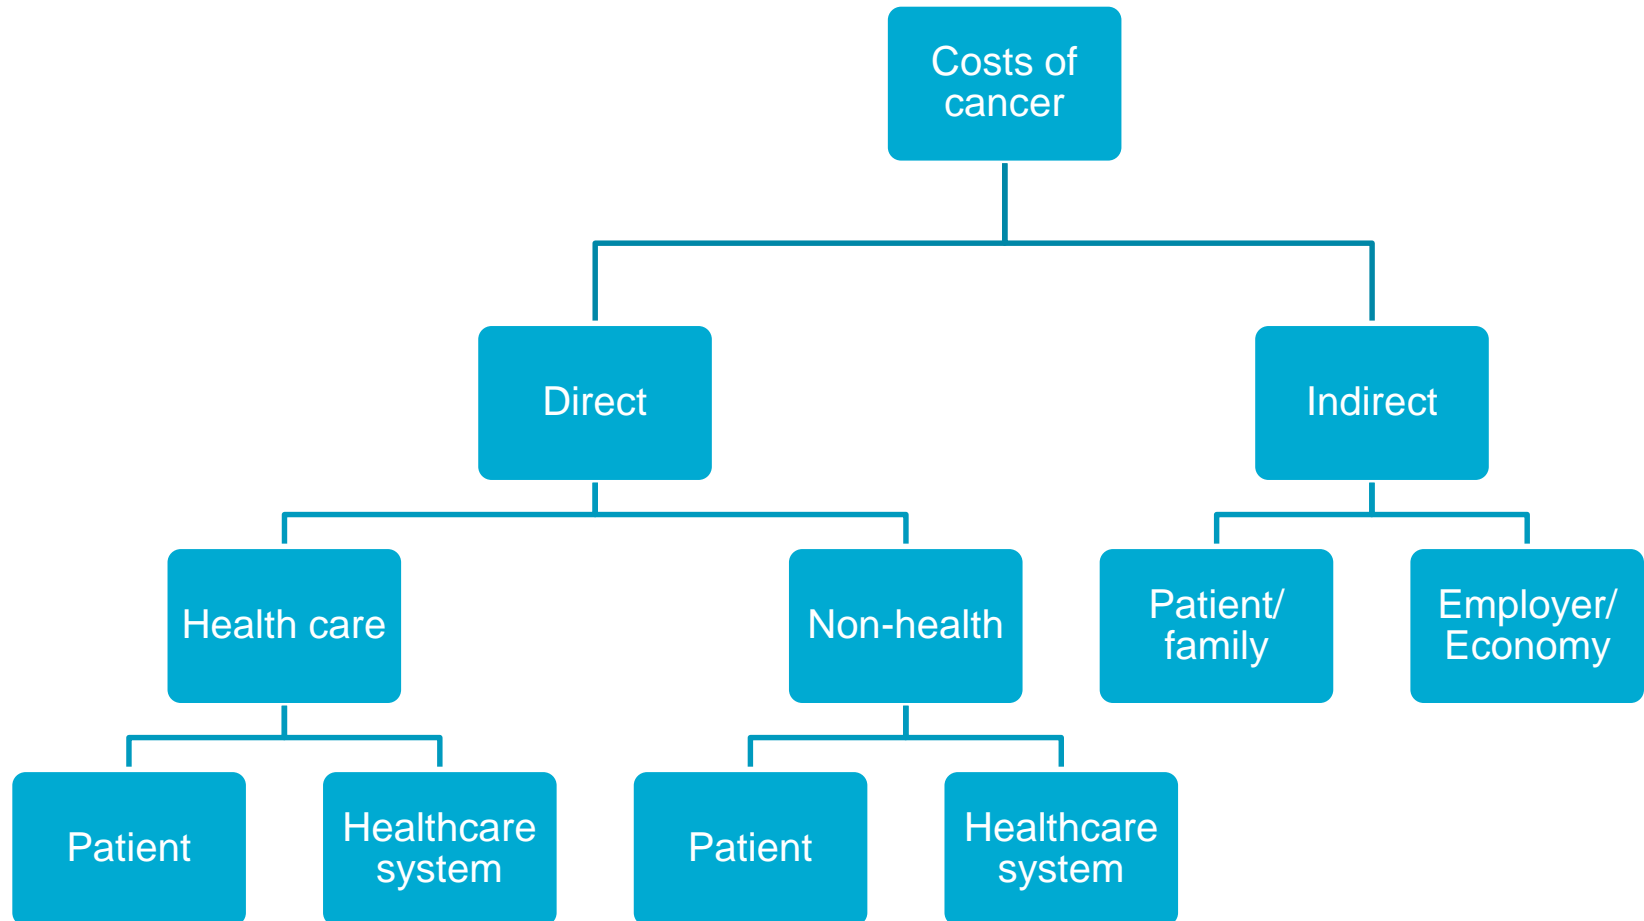 Costs of
cancer
Direct
Indirect
Health care
Non-health
Patient/
family
Employer/
Economy
Patient
Healthcare
system
Patient
Healthcare
system